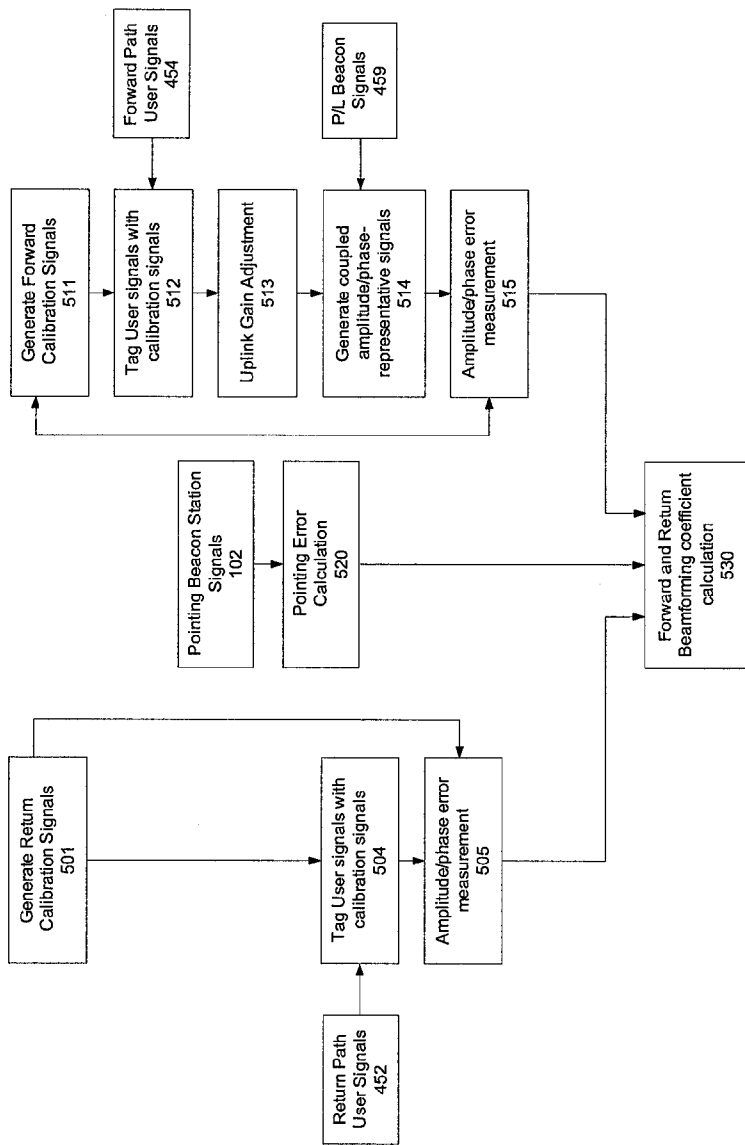 Generate Return
Calibration Signals
501
Return Path
User Signals
452
Tag User signals with
calibration signals
504
Amplitude/phase error
measurement
505
Pointing Beacon Station
Signals
102
Pointing Error
Calculation
520
Generate Forward
Calibration Signals
511
Forward Path
User Signals
454
Tag User signals with
calibration signals
512
Uplink Gain Adjustment
513
P/L Beacon
Signals
459
Generate coupled
amplitude/phase-
representative signals
514
Amplitude/phase error
measurement
515
Forward and Return
Beamforming coefficient
calculation
530